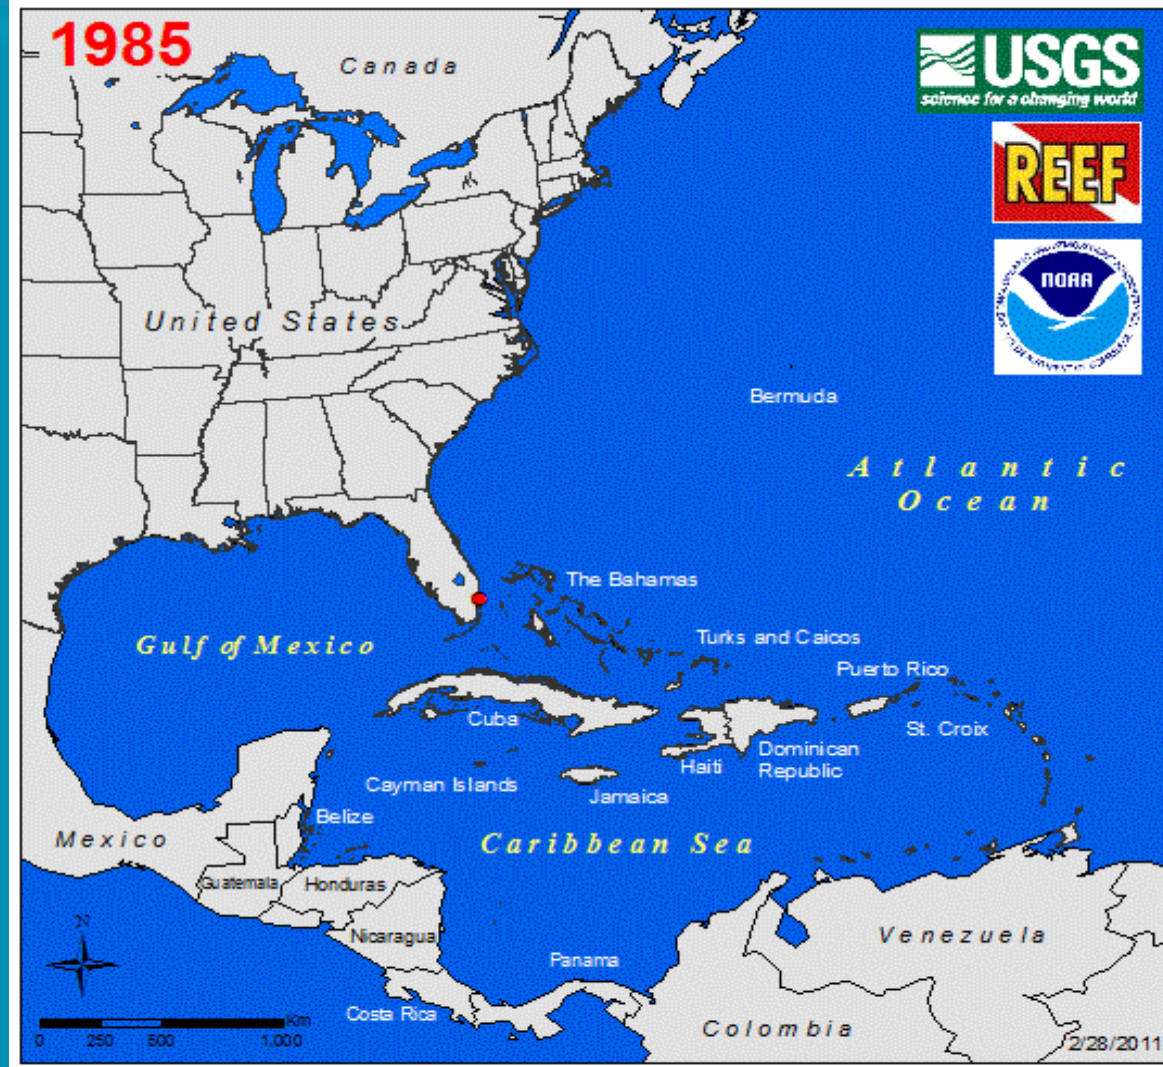 1985
Canada
USGS
science for a changing world
REEF
NOAA
United States
Bermuda
Atlantic
Ocean
The Bahamas
Gulf of Mexico
Turks and Caicos
Puerto Rico
Cuba
St. Croix
Dominican
Republic
Haiti
Cayman Islands
Jamaica
Belize
Mexico
Caribbean Sea
Guatemala
Honduras
N
Nicaragua
Venezuela
Panama
Costa Rica
Km
0 250 500 1,000
Colombia
2/28/2011